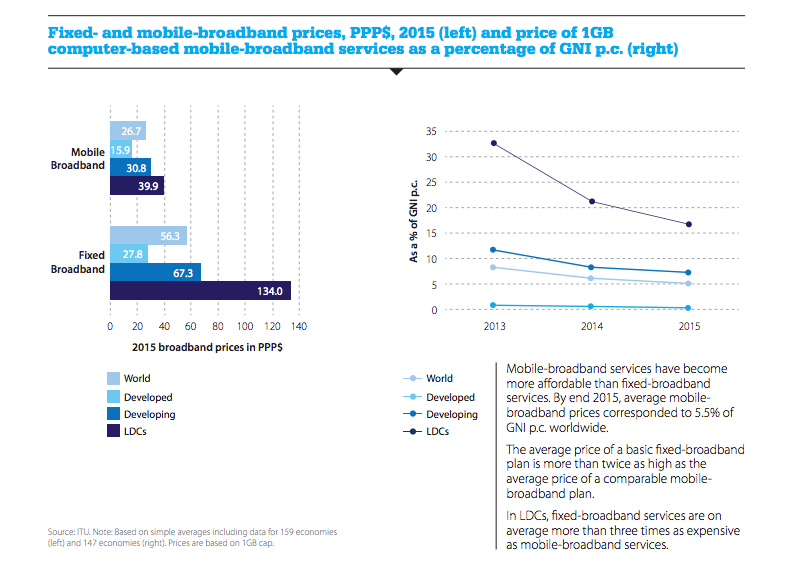 Fixed- and mobile-broadband prices, PPP$, 2015 (left) and price of 1GB
computer-based mobile-broadband services as a percentage of GNI p.c. (right)
Mobile
Broadband
26.7
15.9
30.8
39.9
Fixed
Broadband
56.3
27.8
67.3
134.0
0 20 40 60 80 100 120 140
2015 broadband prices in PPP$
World
Developed
Developing
LDCs
As a % of GNI p.c.
35
30
25
20
15
10
5
0
2013 2014 2015
World
Developed
Developing
LDCs
Mobile-broadband services have become
more affordable than fixed-broadband
services. By end 2015, average mobile-
broadband prices corresponded to 5.5% of
GNI p.c. worldwide.
The average price of a basic fixed-broadband
plan is more than twice as high as the
average price of a comparable mobile-
broadband plan.
In LDCs, fixed-broadband services are on
average more than three times as expensive
as mobile-broadband services.
Source: ITU. Note: Based on simple averages including data for 159 economies
(left) and 147 economies (right). Prices are based on 1GB cap.